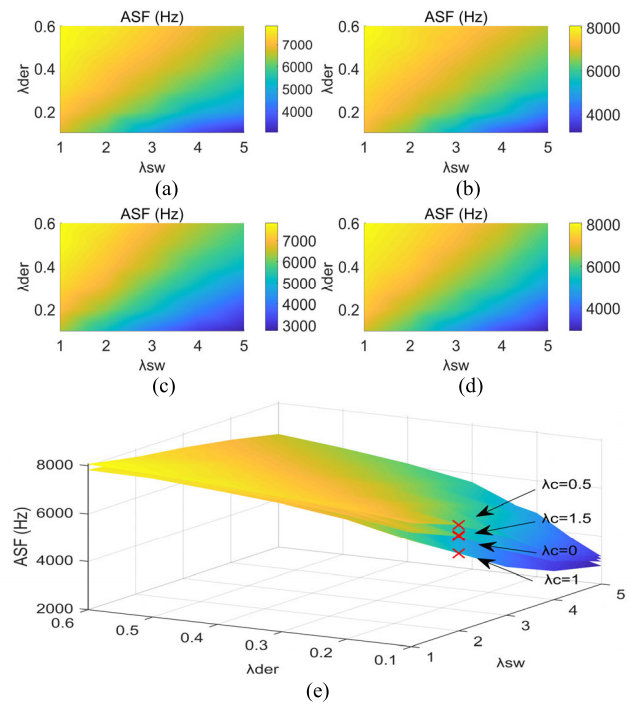 ASF (Hz)
0.6
0.4
0.2
λder
1 2 3 4 5
λsw
7000
6000
5000
4000
(a)
ASF (Hz)
0.6
0.4
0.2
λder
1 2 3 4 5
λsw
8000
6000
4000
(b)
ASF (Hz)
0.6
0.4
0.2
λder
1 2 3 4 5
λsw
7000
6000
5000
4000
3000
(c)
ASF (Hz)
0.6
0.4
0.2
λder
1 2 3 4 5
λsw
8000
6000
4000
(d)
8000
6000
4000
2000
ASF (Hz)
λc=0.5
λc=1.5
λc=0
λc=1
0.6 0.5 0.4 0.3 0.2 0.1
λder
1 2 3 4 5
λsw
(e)